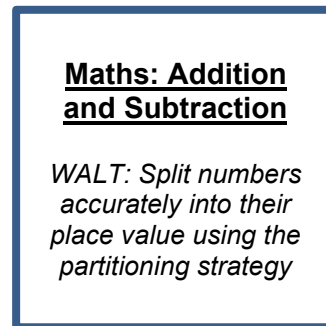 Maths: Addition
and Subtraction
WALT: Split numbers
accurately into their
place value using the
partitioning strategy